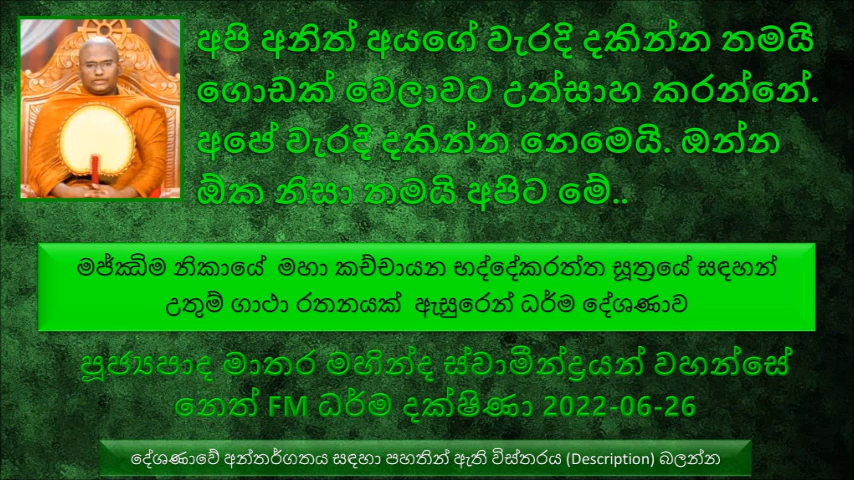 අපි අනිත් අයගේ වැරදි දකින්න තමයි
ගොඩක් වෙලාවට උත්සාහ කරන්නේ.
අපේ වැරදි දකින්න නෙමෙයි. ඔන්න
ඕක නිසා තමයි අපිට මේ..
මජ්ඣිම නිකායේ මහා කච්චායන භද්දේකරත්ත සූත්‍රයේ සඳහන්
උතුම් ගාථා රතනයක් ඇසුරෙන් ධර්ම දේශණාව
පූජ්‍යපාද මාතර මහින්ද ස්වාමීන්ද්‍රයන් වහන්සේ
නෙත් FM ධර්ම දක්ෂිණා 2022-06-26
දේශණාවේ අන්තර්ගතය සඳහා පහතින් ඇති විස්තරය (Description) බලන්න